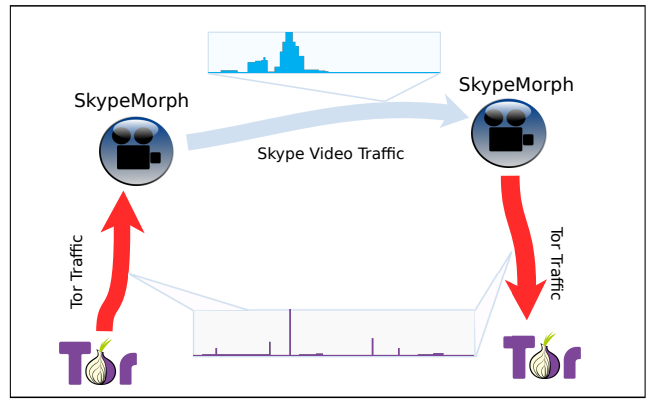 SkypeMorph
SkypeMorph
Skype Video Traffic
Tor Traffic
Tor Traffic
Tor
Tor